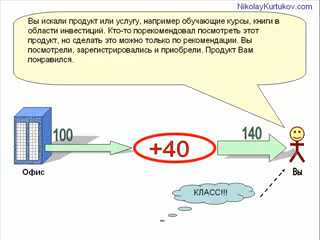 NikolayKurtukov.com
Вы искали продукт или услугу, например обучающие курсы, книги в
области инвестиций. Кто-то порекомендовал посмотреть этот
продукт, но сделать это можно только по рекомендации. Вы
посмотрели, зарегистрировались и приобрели. Продукт Вам
понравился.
100
+40
140
Офис
Вы
КЛАСС!!!